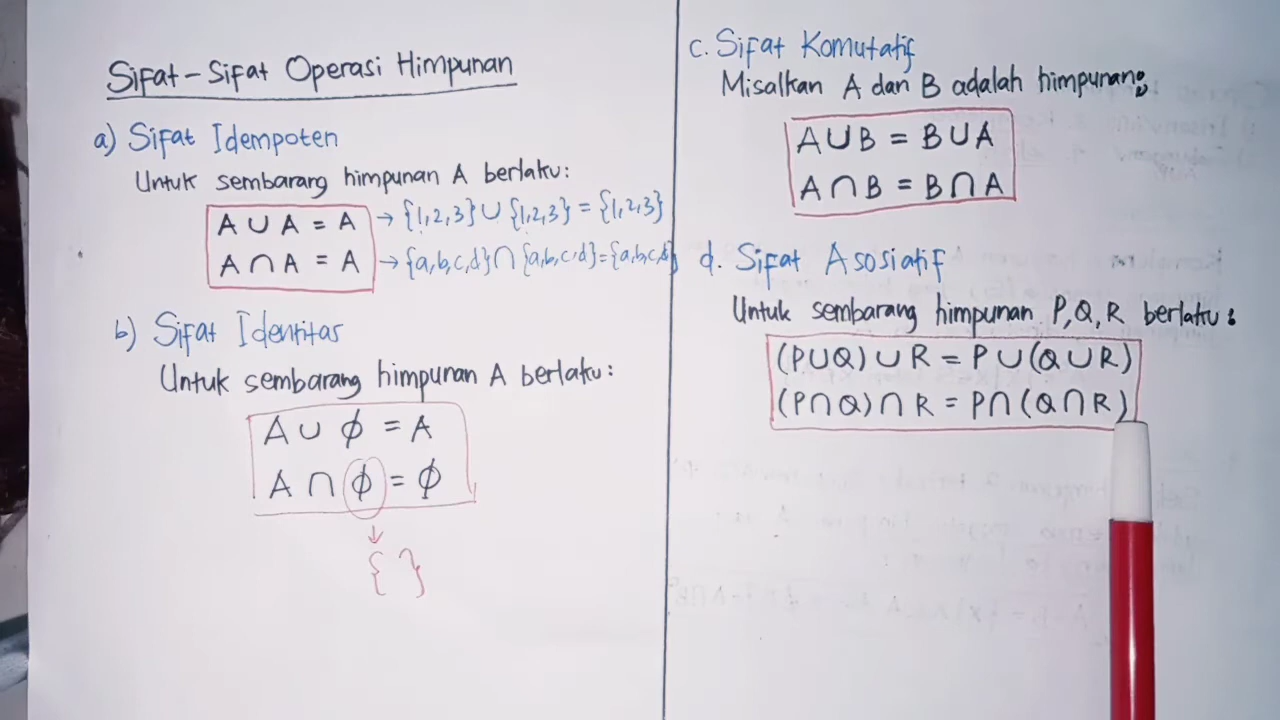 Sifat-Sifat Operasi Himpunan
a) Sifat Idempoten
Untuk sembarang himpunan A berlaku:
A ∪ A = A → {1,2,3} ∪ {1,2,3} = {1,2,3}
A ∩ A = A → {a,b,c,d} ∩ {a,b,c,d} = {a,b,c,d}
b) Sifat Identitas
Untuk sembarang himpunan A berlaku:
A ∪ ϕ = A
A ∩ ϕ = ϕ
↓
{ }
c. Sifat Komutatif
Misalkan A dan B adalah himpunan:
A ∪ B = B ∪ A
A ∩ B = B ∩ A
d. Sifat Asosiatif
Untuk sembarang himpunan P, Q, R berlaku:
(P ∪ Q) ∪ R = P ∪ (Q ∪ R)
(P ∩ Q) ∩ R = P ∩ (Q ∩ R)